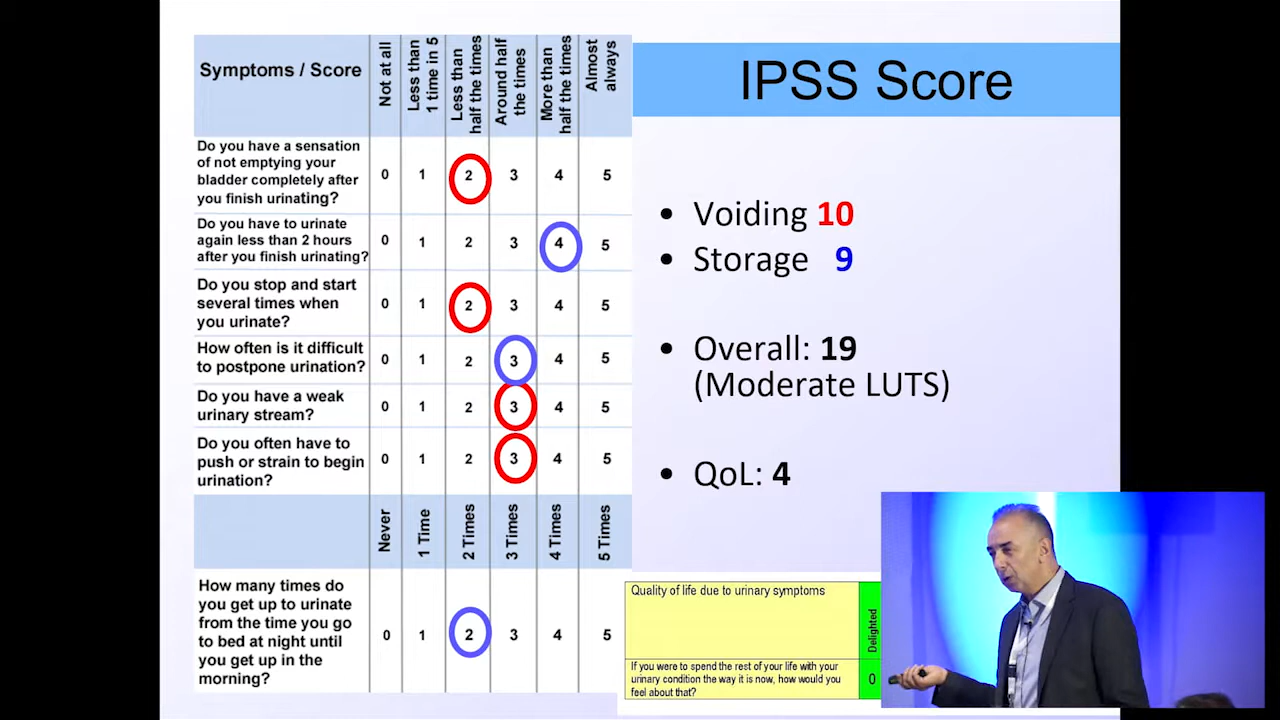 Symptoms / Score
Not at all
Less than
1 time in 5
Less than
half the times
Around half
the times
More than
half the times
Almost
always
IPSS Score
Do you have a sensation
of not emptying your
bladder completely after
you finish urinating?
0 1 2 3 4 5
Do you have to urinate
again less than 2 hours
after you finish urinating?
0 1 2 3 4 5
Do you stop and start
several times when
you urinate?
0 1 2 3 4 5
How often is it difficult
to postpone urination?
0 1 2 3 4 5
Do you have a weak
urinary stream?
0 1 2 3 4 5
Do you often have to
push or strain to begin
urination?
0 1 2 3 4 5
Never
1 Time
2 Times
3 Times
4 Times
5 Times
How many times do
you get up to urinate
from the time you go
to bed at night until
you get up in the
morning?
0 1 2 3 4 5
• Voiding 10
• Storage 9
• Overall: 19
(Moderate LUTS)
• QoL: 4
Quality of life due to urinary symptoms
Delighted
If you were to spend the rest of your life with your
urinary condition the way it is now, how would you
feel about that?
0